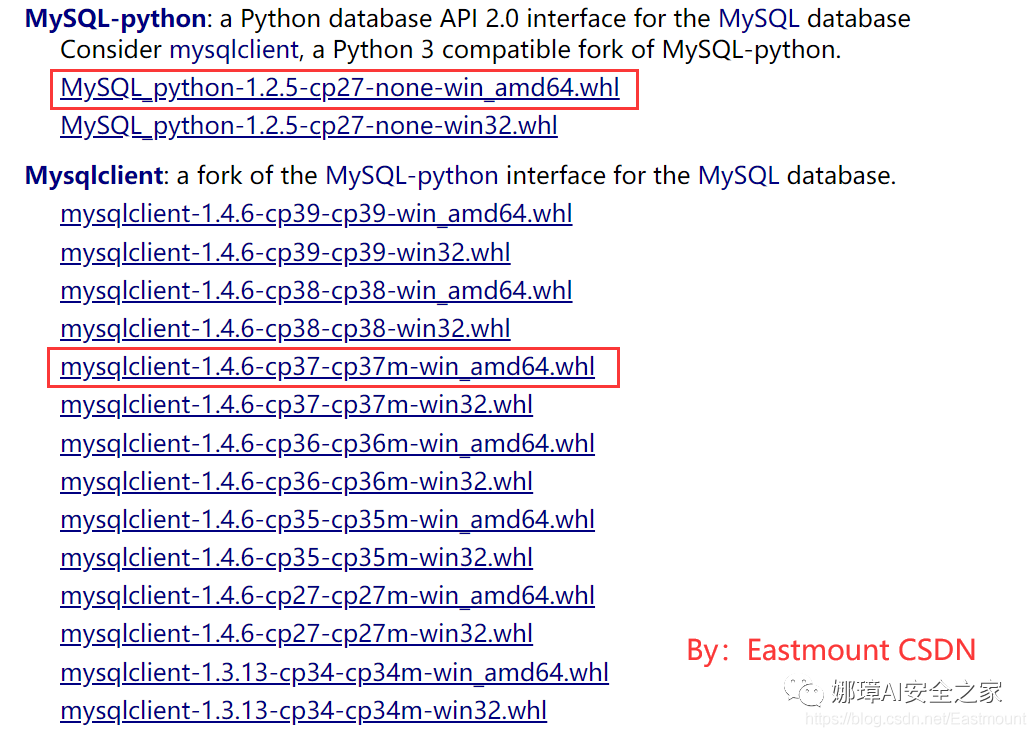 MySQL-python: a Python database API 2.0 interface for the MySQL database
Consider mysqlclient, a Python 3 compatible fork of MySQL-python.
MySQL_python-1.2.5-cp27-none-win_amd64.whl
MySQL_python-1.2.5-cp27-none-win32.whl
Mysqlclient: a fork of the MySQL-python interface for the MySQL database.
mysqlclient-1.4.6-cp39-cp39-win_amd64.whl
mysqlclient-1.4.6-cp39-cp39-win32.whl
mysqlclient-1.4.6-cp38-cp38-win_amd64.whl
mysqlclient-1.4.6-cp38-cp38-win32.whl
mysqlclient-1.4.6-cp37-cp37m-win_amd64.whl
mysqlclient-1.4.6-cp37-cp37m-win32.whl
mysqlclient-1.4.6-cp36-cp36m-win_amd64.whl
mysqlclient-1.4.6-cp36-cp36m-win32.whl
mysqlclient-1.4.6-cp35-cp35m-win_amd64.whl
mysqlclient-1.4.6-cp35-cp35m-win32.whl
mysqlclient-1.4.6-cp27-cp27m-win_amd64.whl
mysqlclient-1.4.6-cp27-cp27m-win32.whl
mysqlclient-1.3.13-cp34-cp34m-win_amd64.whl
mysqlclient-1.3.13-cp34-cp34m-win32.whl
By：Eastmount CSDN
娜璋AI安全之家
https://blog.csdn.net/Eastmount